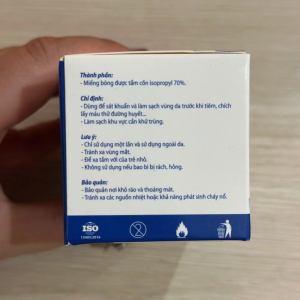 Thành phần:
- Miếng bông được tẩm cồn isopropyl 70%.
Chỉ định:
- Dùng để sát khuẩn và làm sạch vùng da trước khi tiêm, chích
lấy máu thử đường huyết...
- Làm sạch khu vực cần khử trùng.
Lưu ý:
- Chỉ sử dụng một lần và sử dụng ngoài da.
- Tránh xa vùng mắt.
- Để xa tầm với của trẻ nhỏ.
- Không sử dụng nếu bao bì bị rách, hỏng.
Bảo quản:
- Bảo quản nơi khô ráo và thoáng mát.
- Tránh xa các nguồn nhiệt hoặc khả năng phát sinh cháy nổ.
ISO
2